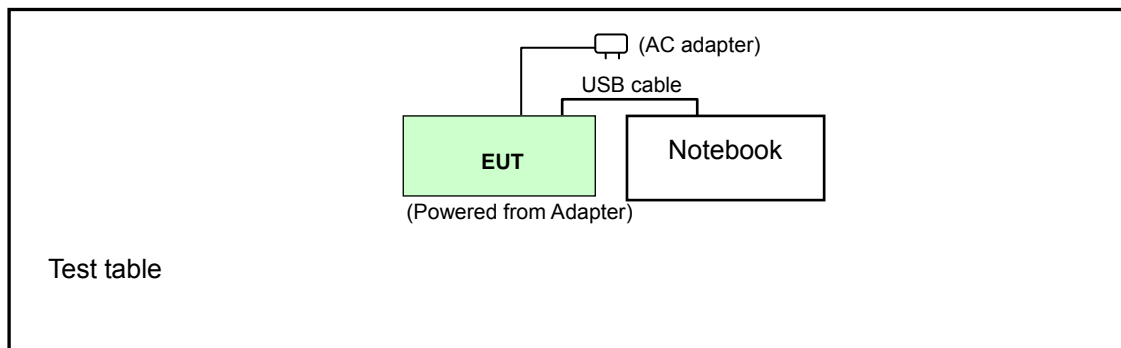 (AC adapter)
USB cable
EUT
Notebook
(Powered from Adapter)
Test table